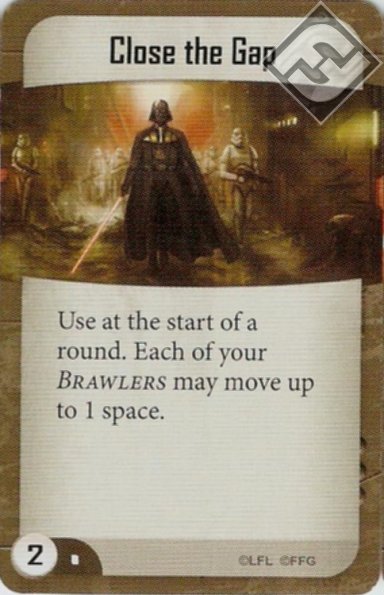 Close the Gap
Use at the start of a
round. Each of your
BRAWLERS may move up
to 1 space.
2
©LFL ©FFG